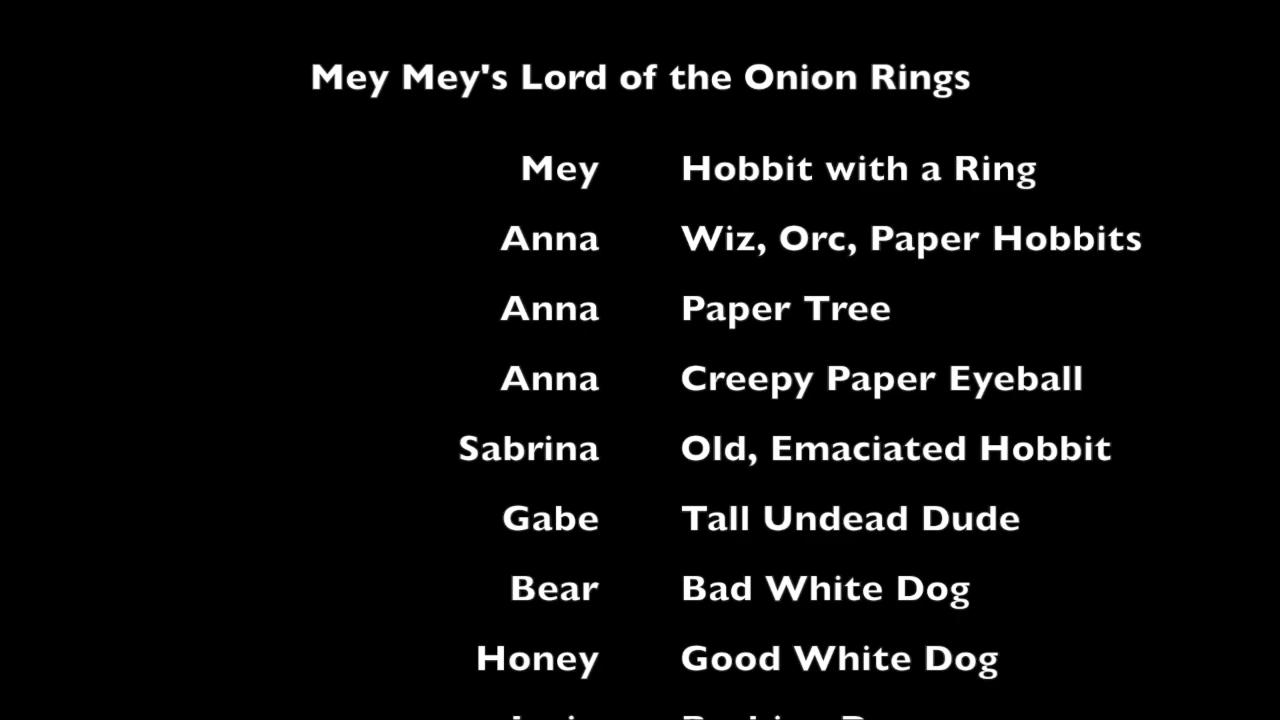 Mey Mey's Lord of the Onion Rings
Mey Hobbit with a Ring
Anna Wiz, Orc, Paper Hobbits
Anna Paper Tree
Anna Creepy Paper Eyeball
Sabrina Old, Emaciated Hobbit
Gabe Tall Undead Dude
Bear Bad White Dog
Honey Good White Dog